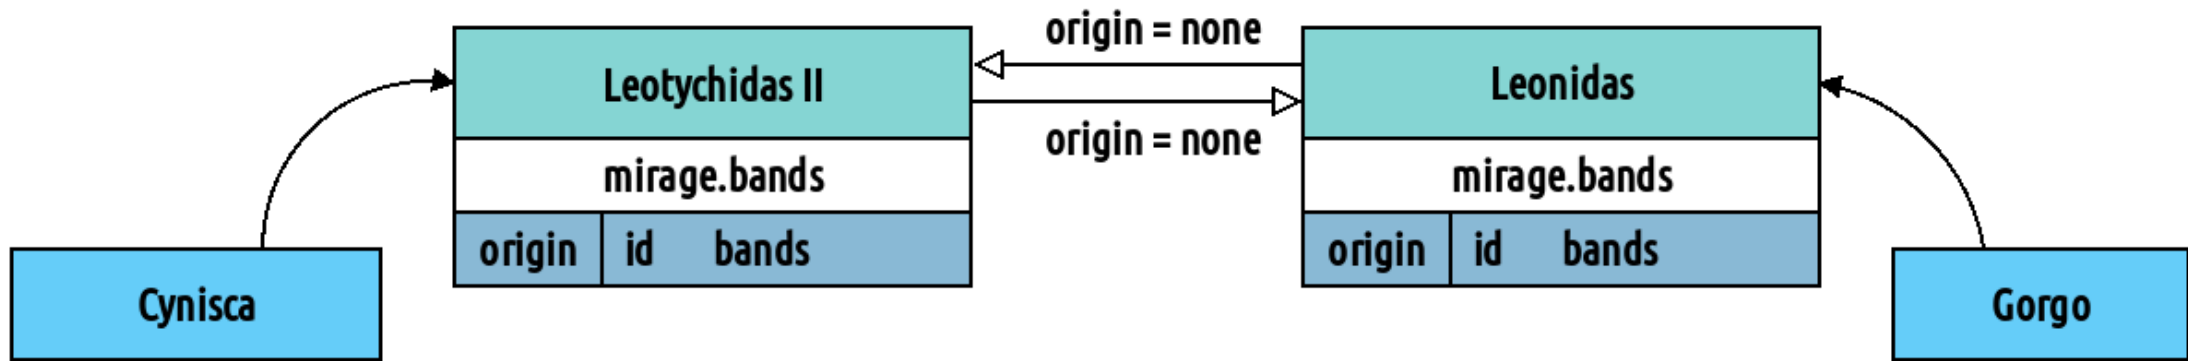 origin = none
Leotychidas II
Leonidas
origin = none
mirage.bands
mirage.bands
origin id bands
origin id bands
Cynisca
Gorgo